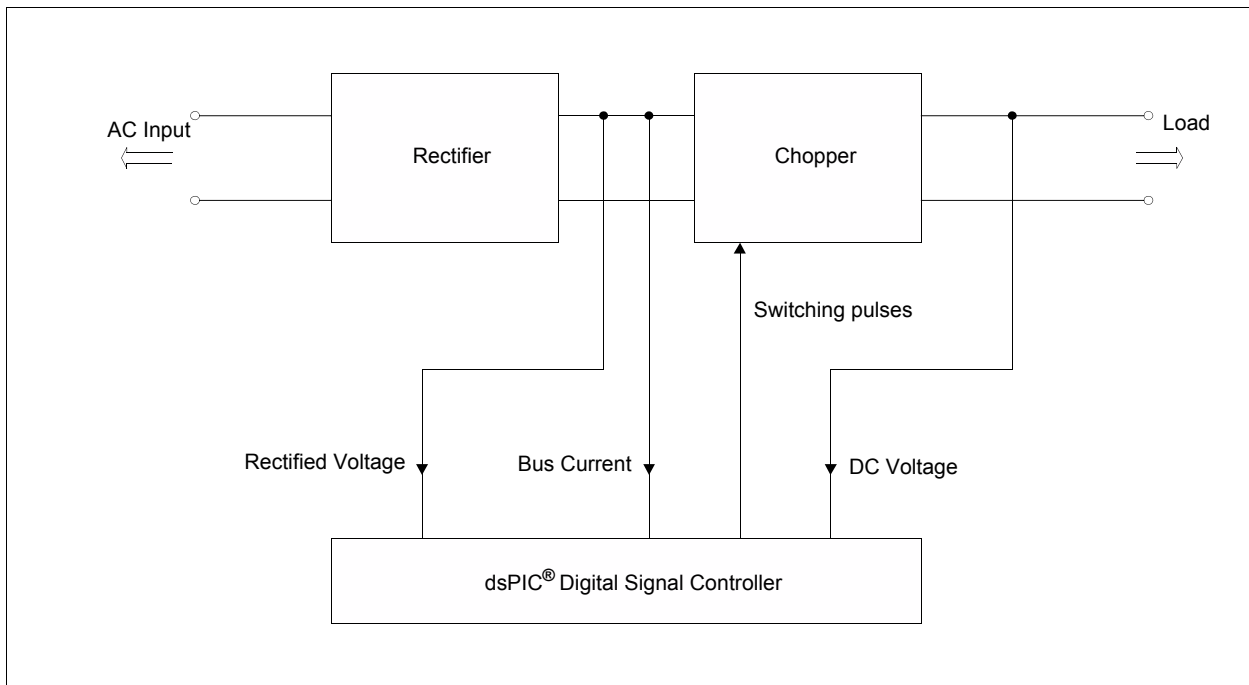 AC Input
Rectifier
Chopper
Load
Switching pulses
Rectified Voltage
Bus Current
DC Voltage
dsPIC® Digital Signal Controller